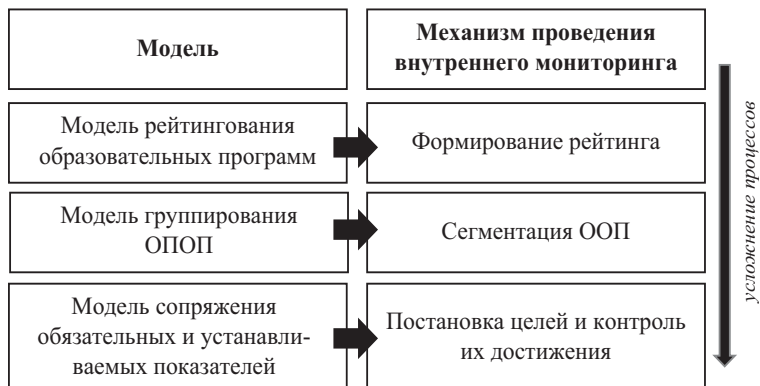 Модель
Механизм проведения
внутреннего мониторинга
Модель рейтингования
образовательных программ
Формирование рейтинга
Модель группирования
ОПОП
Сегментация ООП
Модель сопряжения
обязательных и устанавли-
ваемых показателей
Постановка целей и контроль
их достижения
усложнение процессов